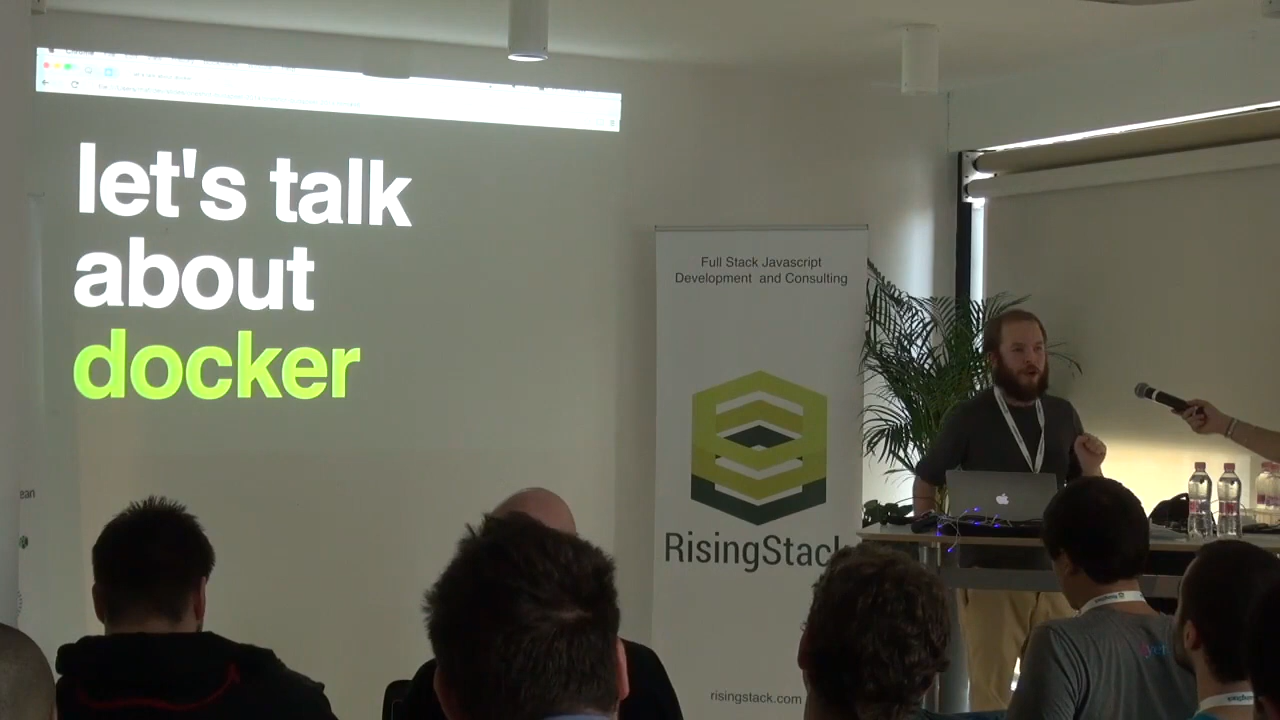 let's talk
about
docker
Full Stack Javascript
Development and Consulting
RisingStack
risingstack.com